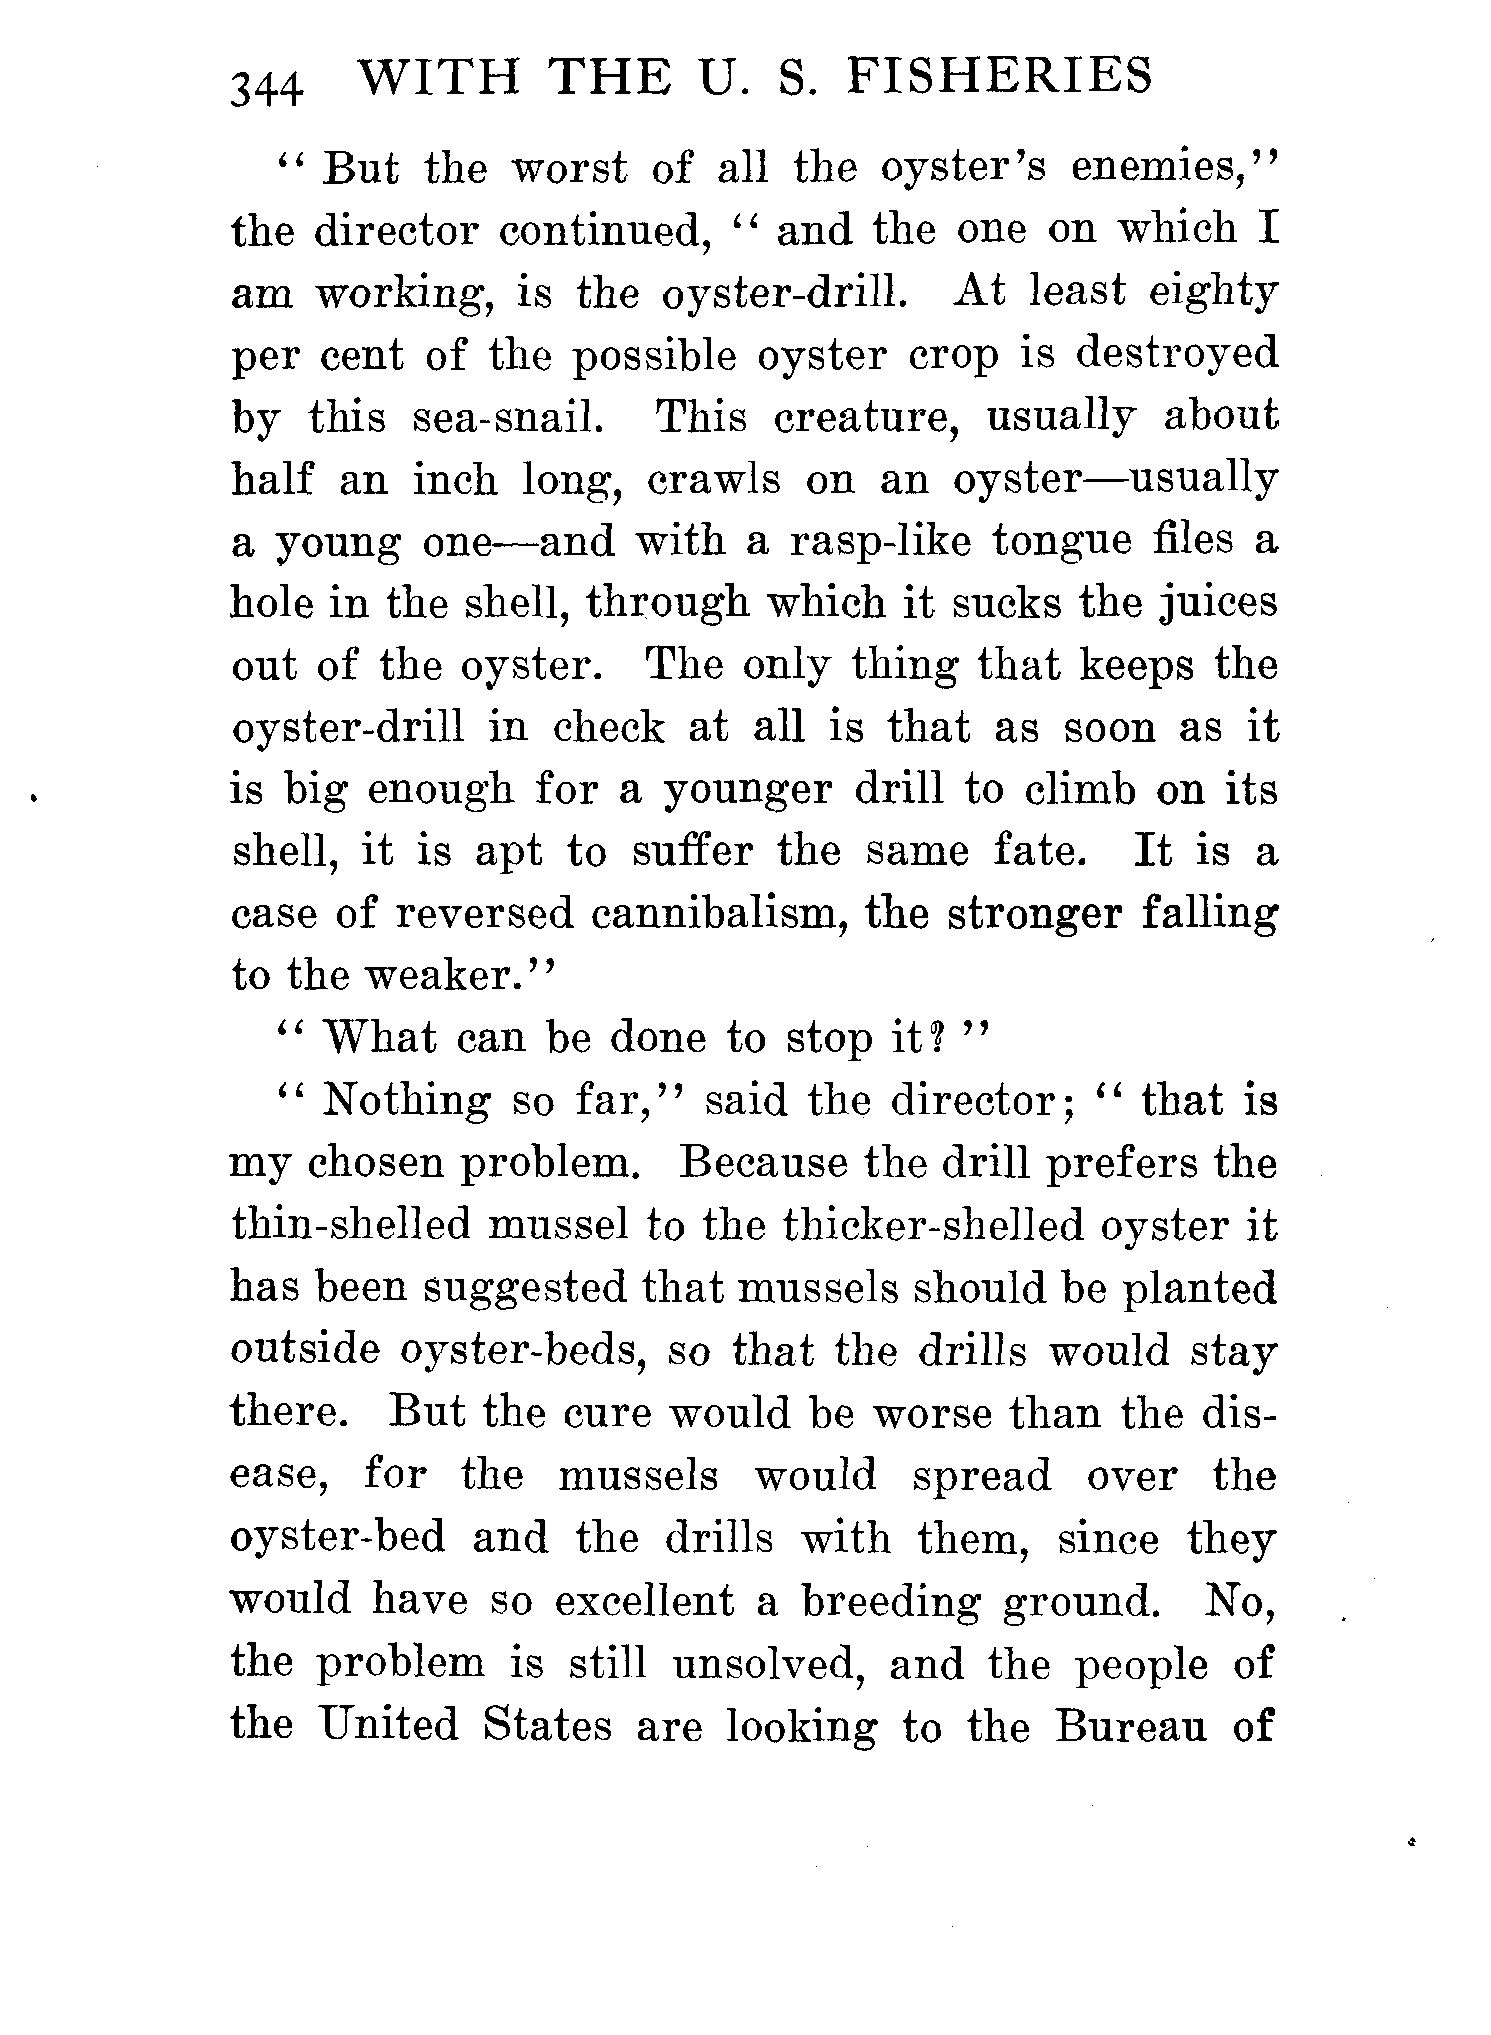 344 WITH THE U. S. FISHERIES
“ But the worst of all the oyster’s enemies,”
the director continued, “ and the one on which I
am working, is the oyster-drill. At least eighty
per cent of the possible oyster crop is destroyed
by this sea-snail. This creature, usually about
half an inch long, crawls on an oyster—usually
a young one—and with a rasp-like tongue files a
hole in the shell, through which it sucks the juices
out of the oyster. The only thing that keeps the
oyster-drill in check at all is that as soon as it
is big enough for a younger drill to climb on its
shell, it is apt to suffer the same fate. It is a
case of reversed cannibalism, the stronger falling
to the weaker.”
“ What can be done to stop it? ”
“ Nothing so far,” said the director; “ that is
my chosen problem. Because the drill prefers the
thin-shelled mussel to the thicker-shelled oyster it
has been suggested that mussels should be planted
outside oyster-beds, so that the drills would stay
there. But the cure would be worse than the dis-
ease, for the mussels would spread over the
oyster-bed and the drills with them, since they
would have so excellent a breeding ground. No,
the problem is still unsolved, and the people of
the United States are looking to the Bureau of